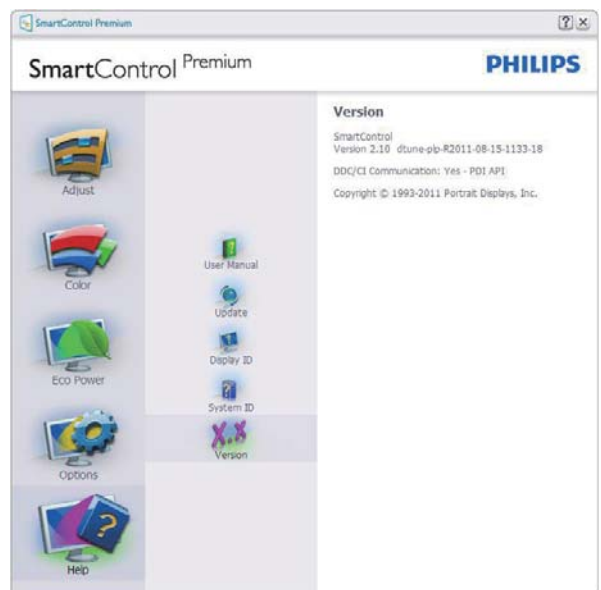 SmartControl Premium
? ×
SmartControl Premium
PHILIPS
Adjust
Color
Eco Power
Options
Help
User Manual
Update
Display ID
System ID
Version
Version
SmartControl
Version 2.10 dtune-plp-R2011-08-15-1133-18
DDC/CI Communication: Yes - PDI API
Copyright © 1993-2011 Portrait Displays, Inc.